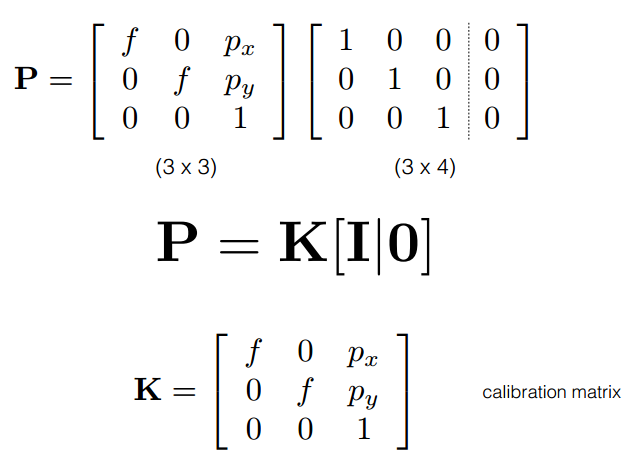 P = [ f 0 p_x ; 0 f p_y ; 0 0 1 ] [ 1 0 0 | 0 ; 0 1 0 | 0 ; 0 0 1 | 0 ]
(3 x 3) (3 x 4)
P = K[I|0]
K = [ f 0 p_x ; 0 f p_y ; 0 0 1 ] calibration matrix